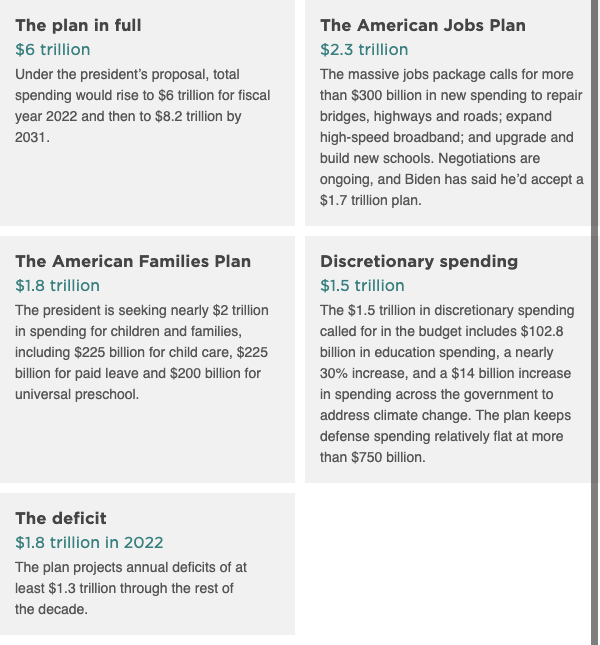 The plan in full
$6 trillion
Under the president's proposal, total
spending would rise to $6 trillion for fiscal
year 2022 and then to $8.2 trillion by
2031.
The American Jobs Plan
$2.3 trillion
The massive jobs package calls for more
than $300 billion in new spending to repair
bridges, highways and roads; expand
high-speed broadband; and upgrade and
build new schools. Negotiations are
ongoing, and Biden has said he'd accept a
$1.7 trillion plan.
The American Families Plan
$1.8 trillion
The president is seeking nearly $2 trillion
in spending for children and families,
including $225 billion for child care, $225
billion for paid leave and $200 billion for
universal preschool.
Discretionary spending
$1.5 trillion
The $1.5 trillion in discretionary spending
called for in the budget includes $102.8
billion in education spending, a nearly
30% increase, and a $14 billion increase
in spending across the government to
address climate change. The plan keeps
defense spending relatively flat at more
than $750 billion.
The deficit
$1.8 trillion in 2022
The plan projects annual deficits of at
least $1.3 trillion through the rest of
the decade.